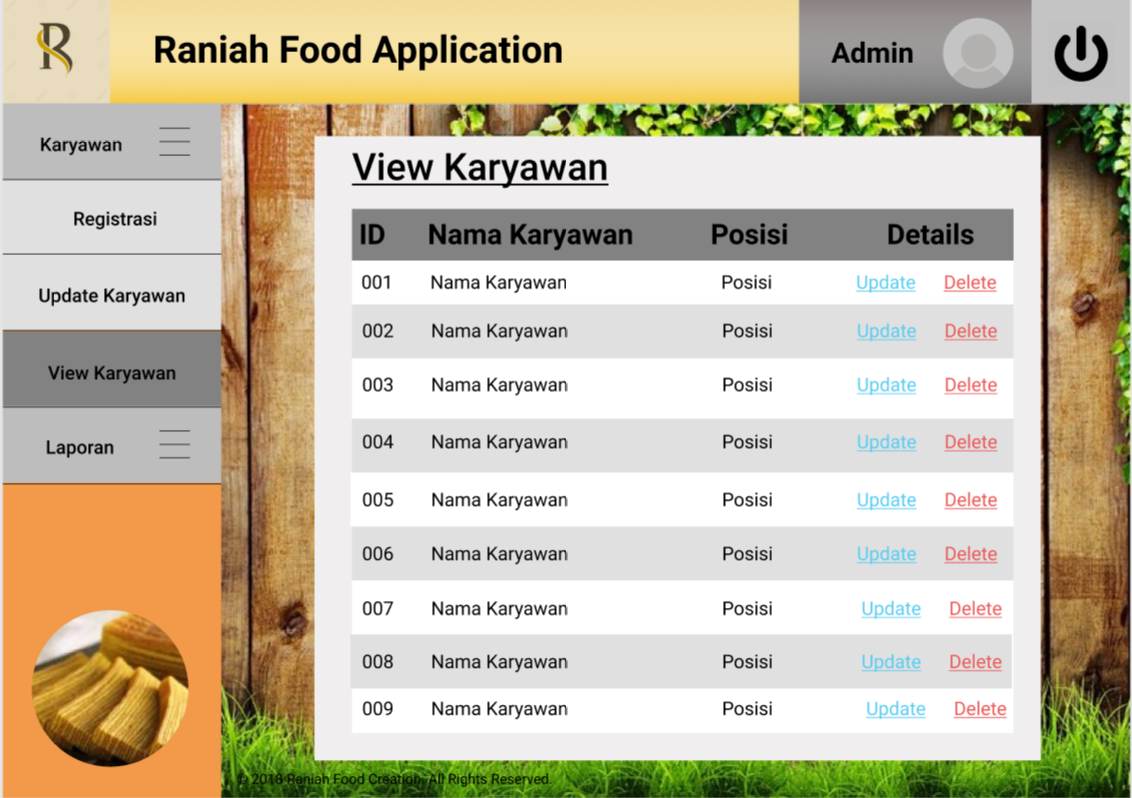 R
Raniah Food Application
Admin
Karyawan
Registrasi
Update Karyawan
View Karyawan
Laporan
View Karyawan
ID Nama Karyawan Posisi Details
001 Nama Karyawan Posisi Update Delete
002 Nama Karyawan Posisi Update Delete
003 Nama Karyawan Posisi Update Delete
004 Nama Karyawan Posisi Update Delete
005 Nama Karyawan Posisi Update Delete
006 Nama Karyawan Posisi Update Delete
007 Nama Karyawan Posisi Update Delete
008 Nama Karyawan Posisi Update Delete
009 Nama Karyawan Posisi Update Delete
© 2018 Raniah Food Creation. All Rights Reserved.